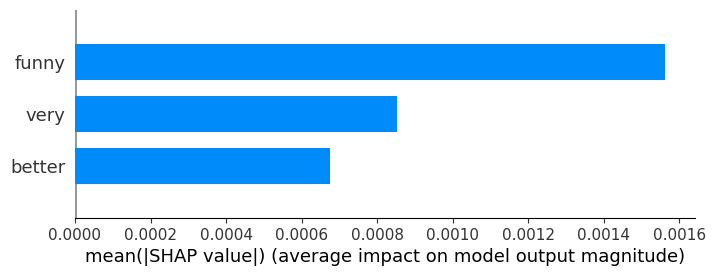 funny
very
better
0.0000 0.0002 0.0004 0.0006 0.0008 0.0010 0.0012 0.0014 0.0016
mean(|SHAP value|) (average impact on model output magnitude)